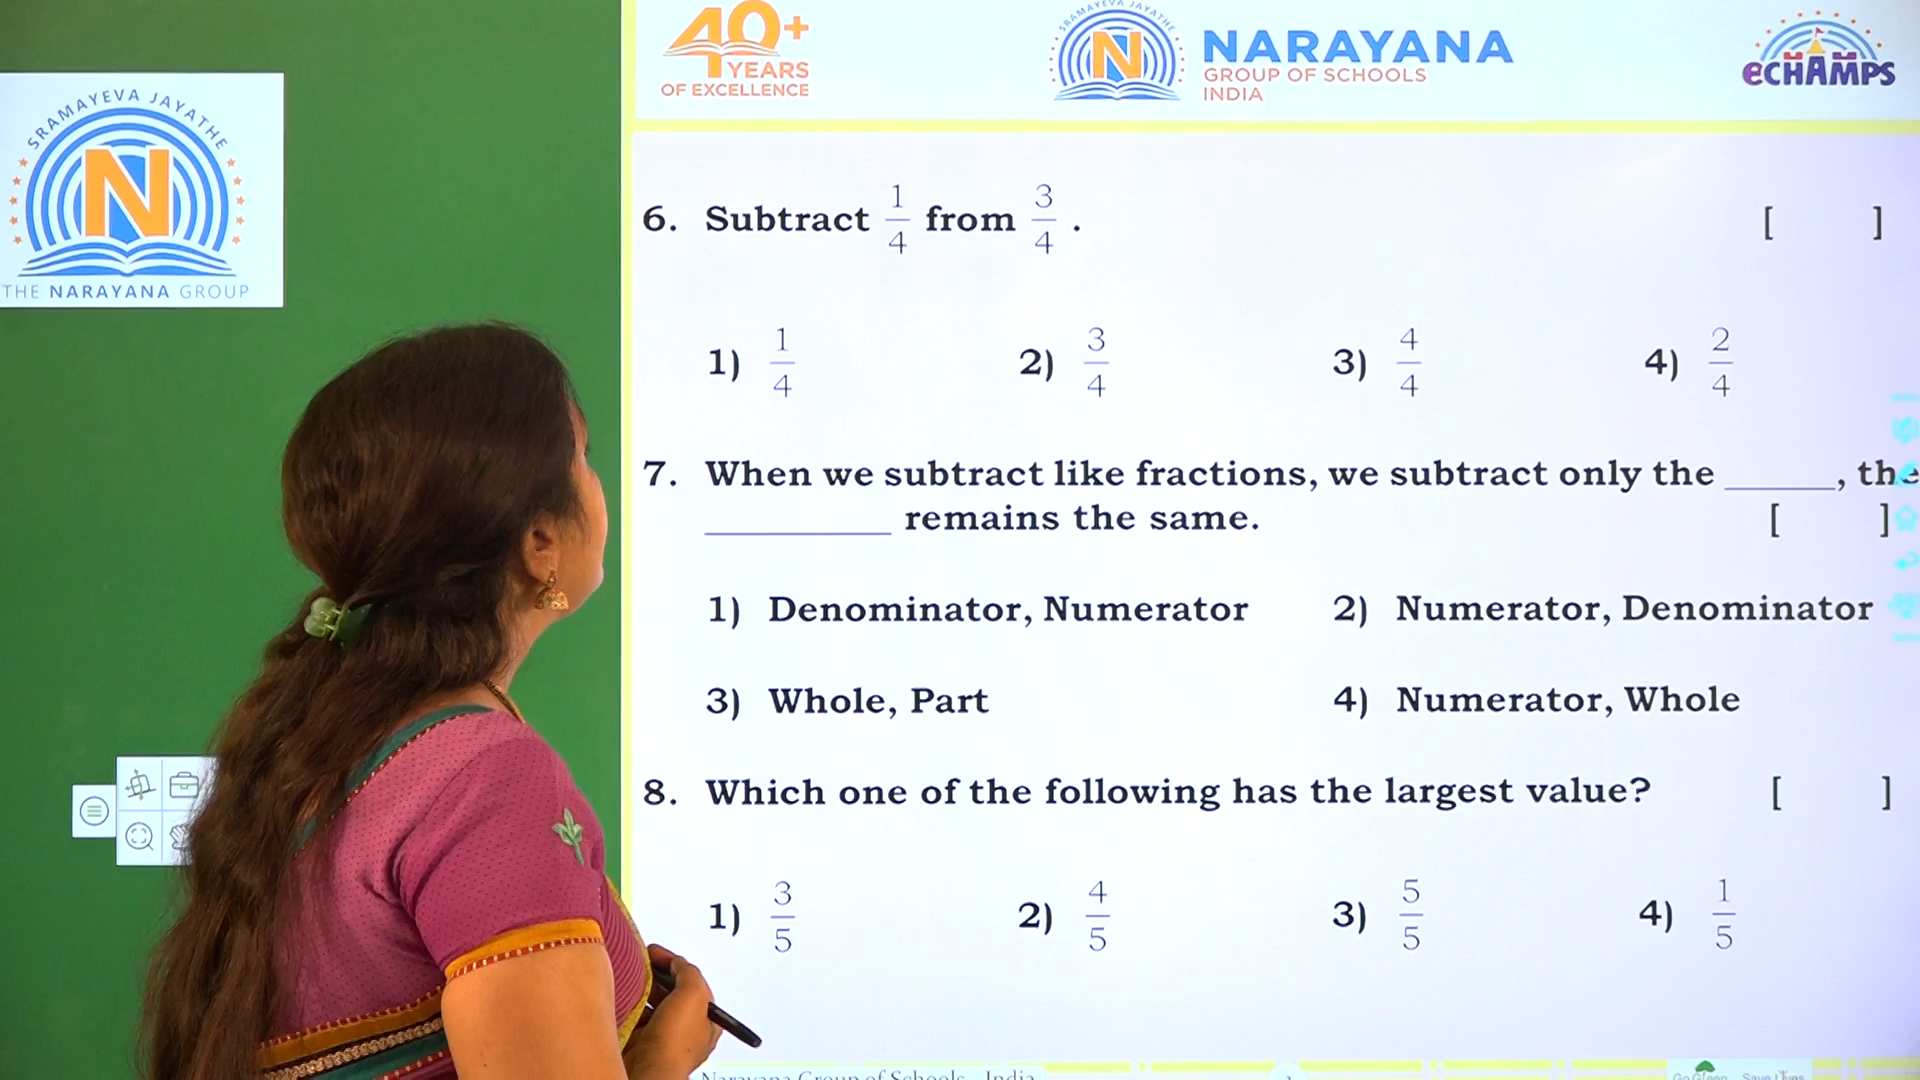 SRAMAYEVA JAYATHE
N
THE NARAYANA GROUP
40+
YEARS
OF EXCELLENCE
SRAMAYEVA JAYATHE
N
NARAYANA
GROUP OF SCHOOLS
INDIA
eCHAMPS
6. Subtract 1/4 from 3/4 . [ ]
1) 1/4 2) 3/4 3) 4/4 4) 2/4
7. When we subtract like fractions, we subtract only the ______, the
__________ remains the same. [ ]
1) Denominator, Numerator 2) Numerator, Denominator
3) Whole, Part 4) Numerator, Whole
8. Which one of the following has the largest value? [ ]
1) 3/5 2) 4/5 3) 5/5 4) 1/5
Narayana Group of Schools, India